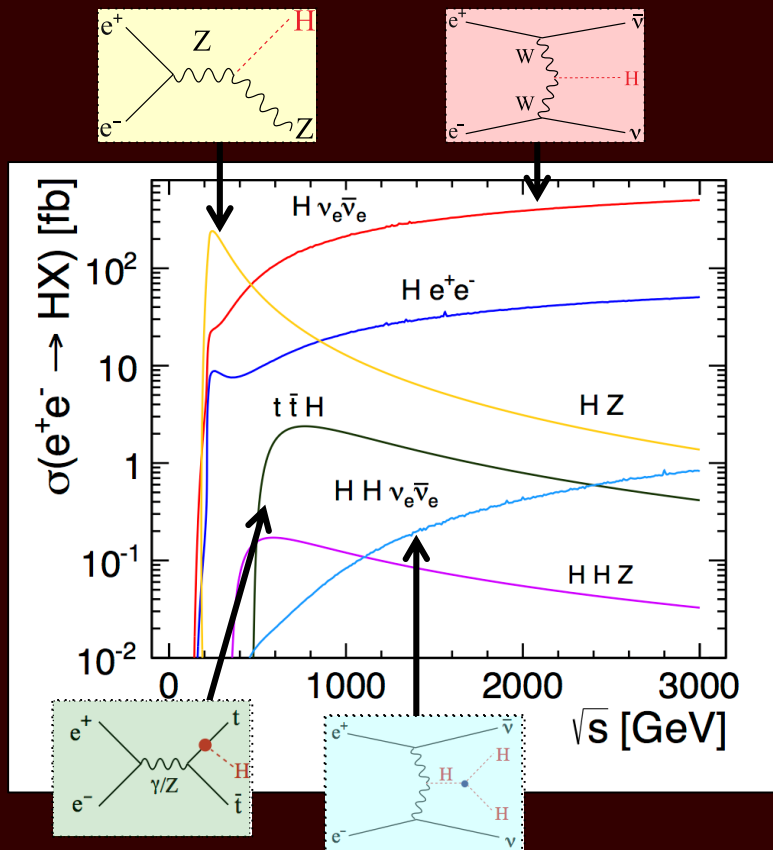 e⁺ Z H
e⁻ Z
e⁺ ν̄
W
H
W
e⁻ ν
σ(e⁺e⁻ → HX) [fb]
H νₑν̄ₑ
10²
H e⁺e⁻
10
t t̄ H
H Z
1
H H νₑν̄ₑ
10⁻¹
H H Z
10⁻²
0 1000 2000 3000
√s [GeV]
e⁺ t
γ/Z H
e⁻ t̄
e⁺ ν̄
H
H
H
e⁻ ν